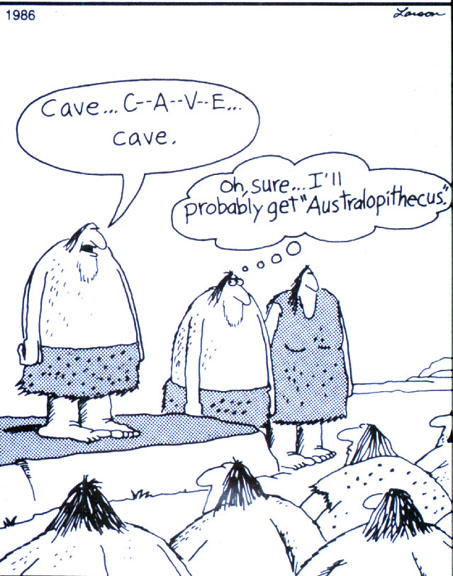 1986
Larson
Cave... C--A--V--E...
cave.
Oh, sure... I'll
probably get "Australopithecus."